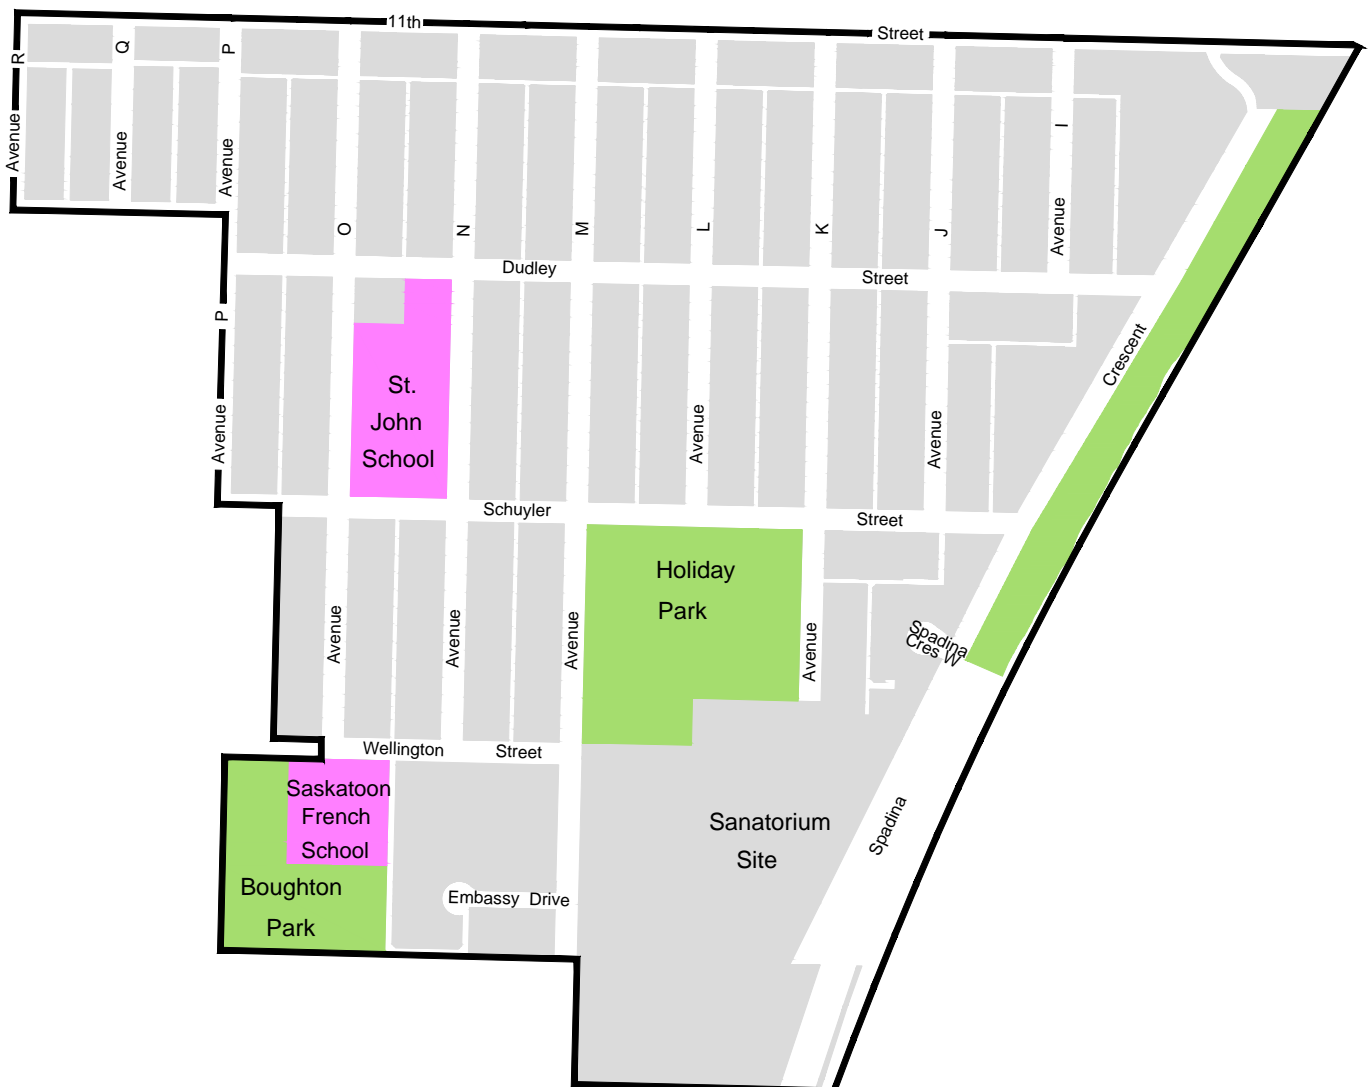 11th
Street
R
Avenue
Q
Avenue
P
Avenue
O
N
M
L
K
J
I
Avenue
Dudley
Street
P
Avenue
St.
John
School
Avenue
Avenue
Crescent
Schuyler
Street
Avenue
Avenue
Avenue
Holiday
Park
Avenue
Spadina
Cres W
Wellington
Street
Saskatoon
French
School
Boughton
Park
Embassy Drive
Sanatorium
Site
Spadina